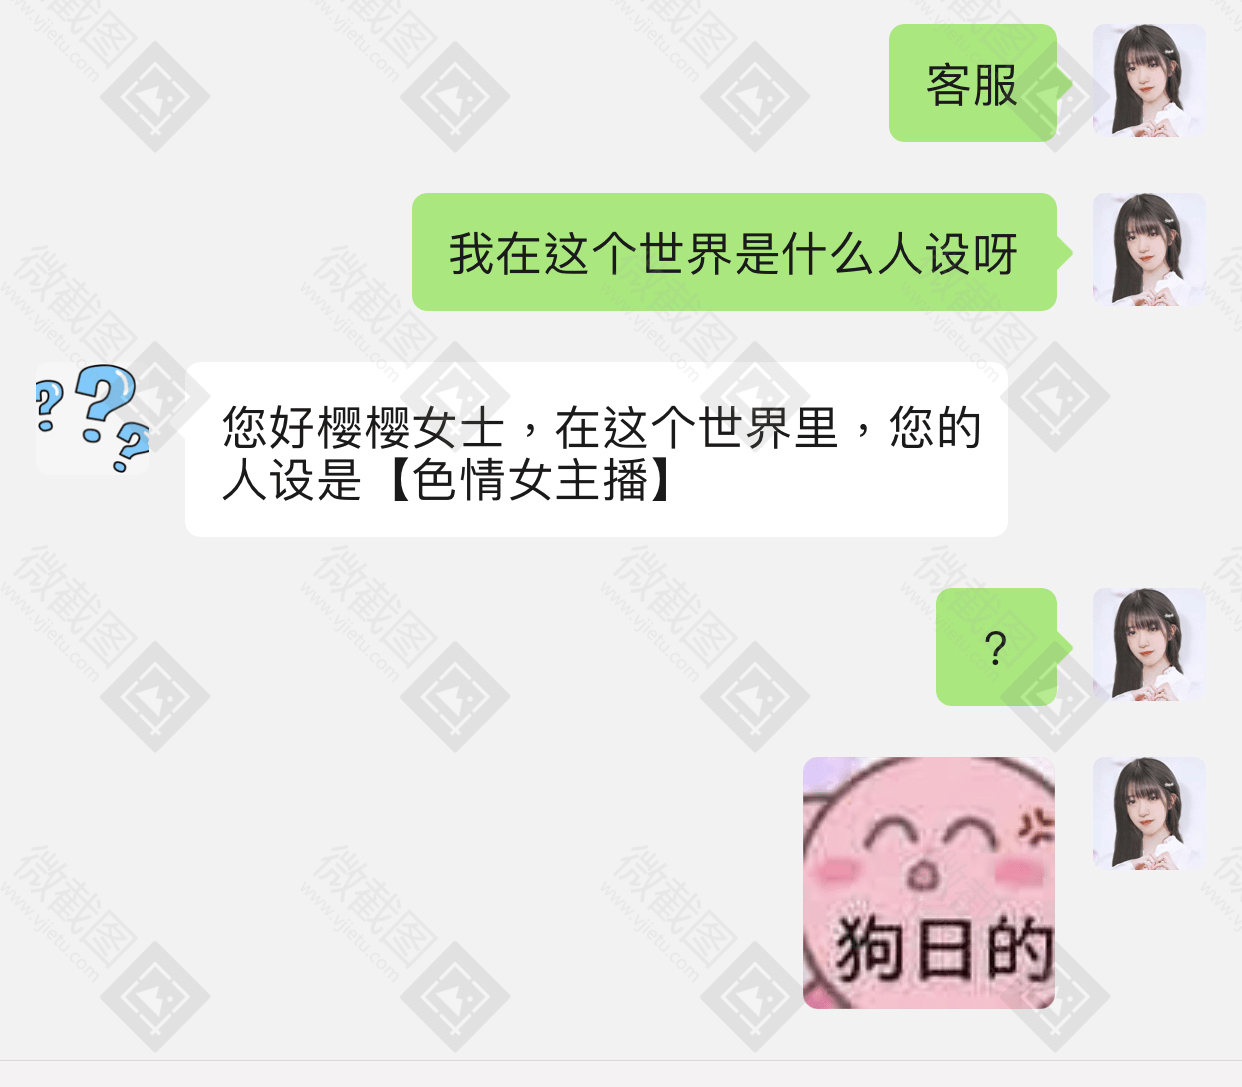 客服
我在这个世界是什么人设呀
您好樱樱女士，在这个世界里，您的
人设是【色情女主播】
？
狗日的
微截图
www.vjietu.com